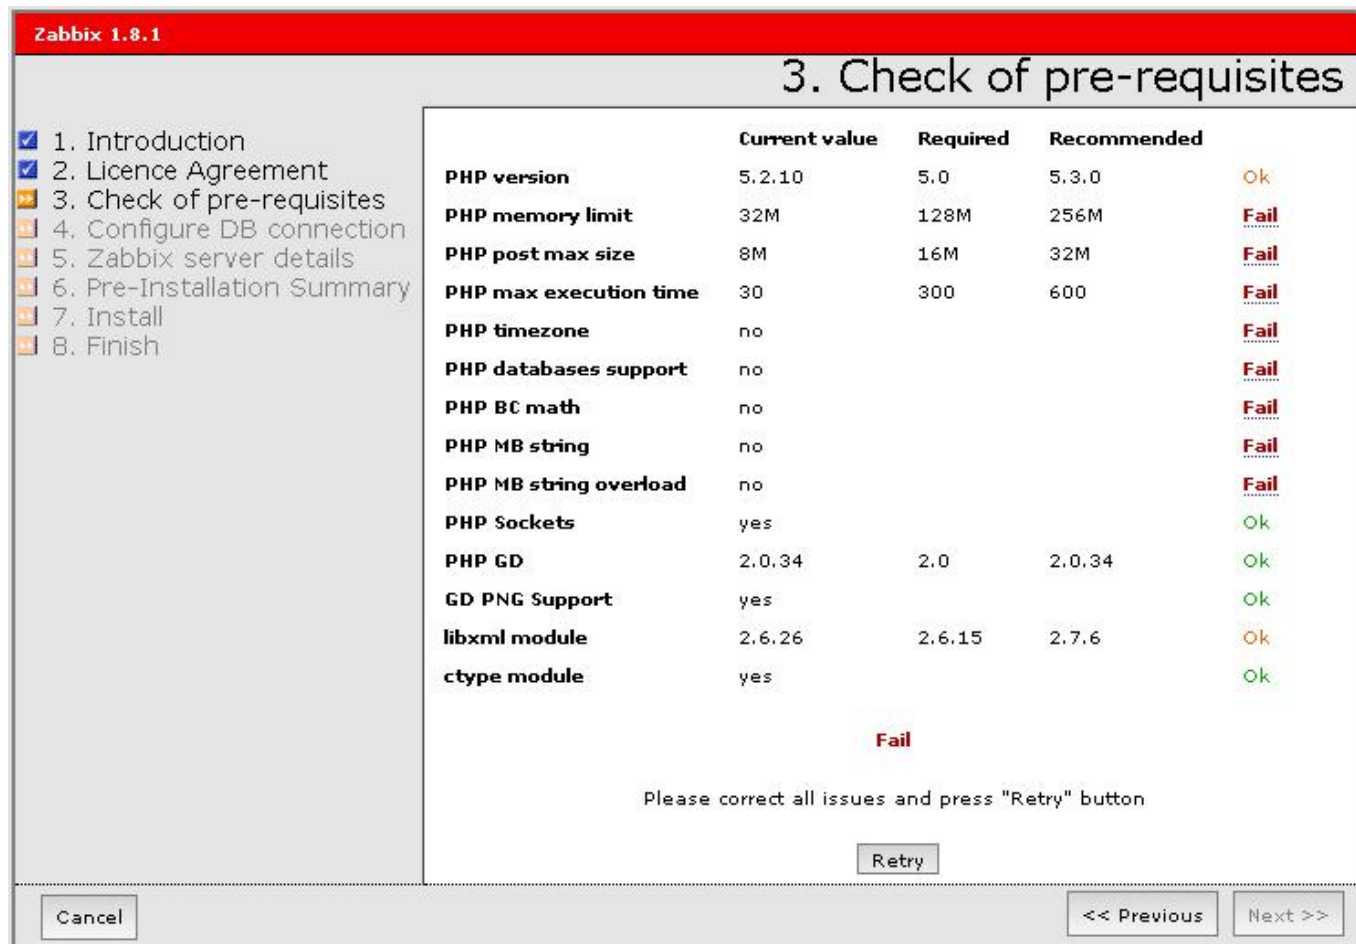 Zabbix 1.8.1
3. Check of pre-requisites
1. Introduction
2. Licence Agreement
3. Check of pre-requisites
4. Configure DB connection
5. Zabbix server details
6. Pre-Installation Summary
7. Install
8. Finish
Current value Required Recommended
PHP version 5.2.10 5.0 5.3.0 Ok
PHP memory limit 32M 128M 256M Fail
PHP post max size 8M 16M 32M Fail
PHP max execution time 30 300 600 Fail
PHP timezone no Fail
PHP databases support no Fail
PHP BC math no Fail
PHP MB string no Fail
PHP MB string overload no Fail
PHP Sockets yes Ok
PHP GD 2.0.34 2.0 2.0.34 Ok
GD PNG Support yes Ok
libxml module 2.6.26 2.6.15 2.7.6 Ok
ctype module yes Ok
Fail
Please correct all issues and press "Retry" button
Retry
Cancel << Previous Next >>